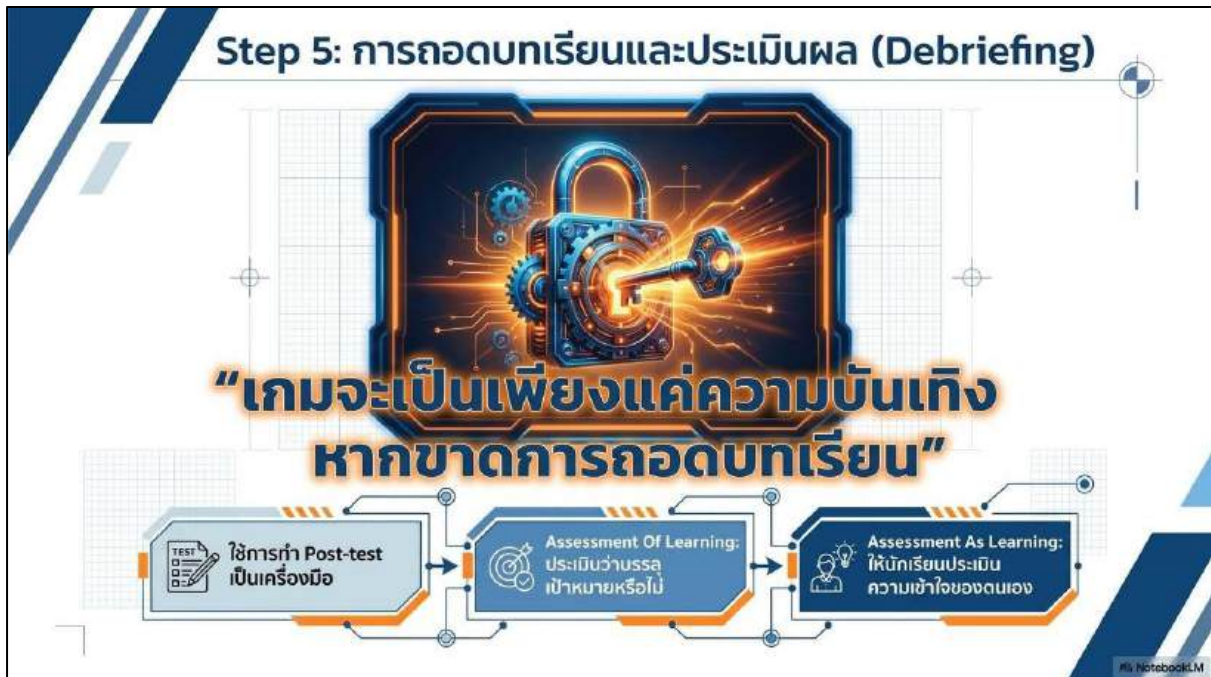 Step 5: การถอดบทเรียนและประเมินผล (Debriefing)
“เกมจะเป็นเพียงแค่ความบันเทิง
หากขาดการถอดบทเรียน”
TEST
ใช้การทำ Post-test
เป็นเครื่องมือ
Assessment Of Learning:
ประเมินว่าบรรลุ
เป้าหมายหรือไม่
Assessment As Learning:
ให้นักเรียนประเมิน
ความเข้าใจของตนเอง
NotebookLM